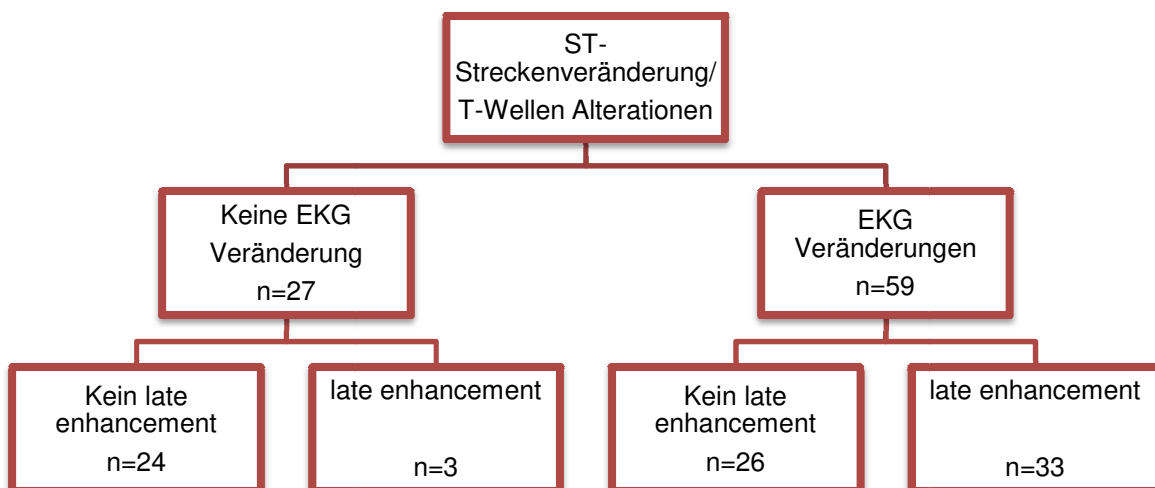 ST-
Streckenveränderung/
T-Wellen Alterationen
Keine EKG
Veränderung
n=27
EKG
Veränderungen
n=59
Kein late
enhancement
n=24
late enhancement
n=3
Kein late
enhancement
n=26
late enhancement
n=33